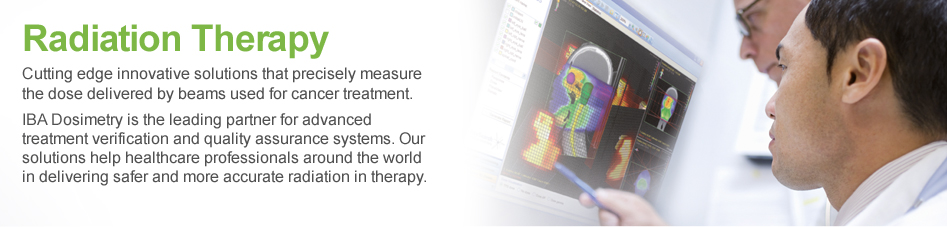 Radiation Therapy
Cutting edge innovative solutions that precisely measure
the dose delivered by beams used for cancer treatment.
IBA Dosimetry is the leading partner for advanced
treatment verification and quality assurance systems. Our
solutions help healthcare professionals around the world
in delivering safer and more accurate radiation in therapy.